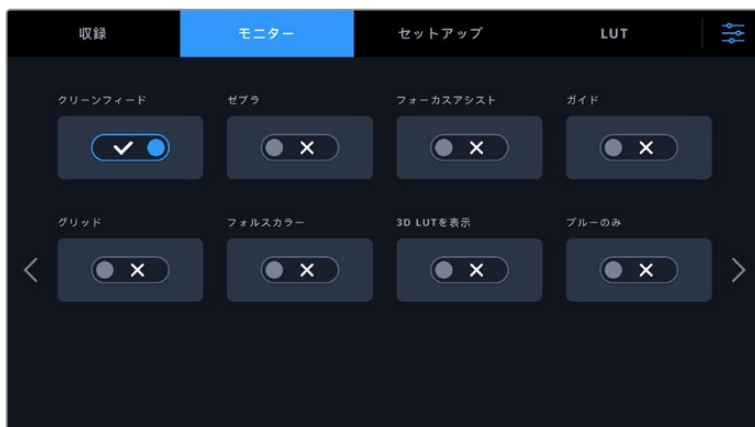 収録 モニター セットアップ LUT
クリーンフィード ゼブラ フォーカスアシスト ガイド
グリッド フォルスカラー 3D LUTを表示 ブルーのみ